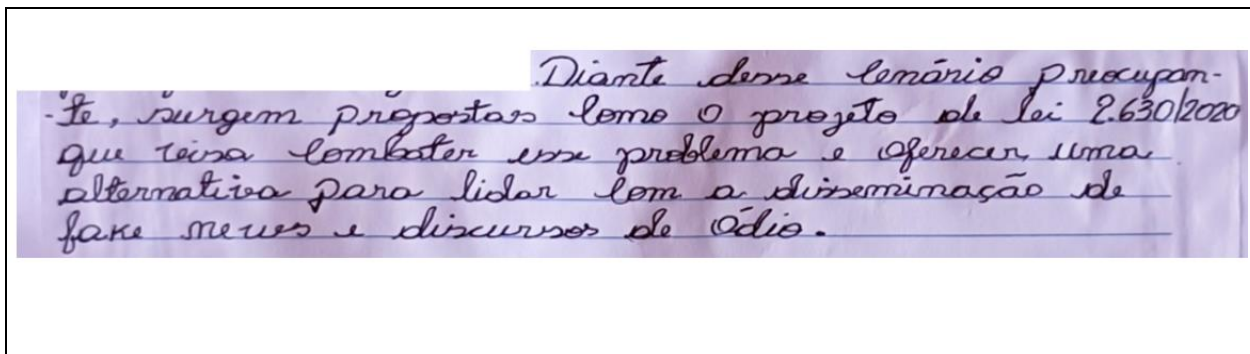 Diante desse cenário preocupan-
-te, surgem propostas como o projeto de lei 2.630/2020
que visa combater esse problema e oferecer uma
alternativa para lidar com a disseminação de
fake news e discursos de ódio.